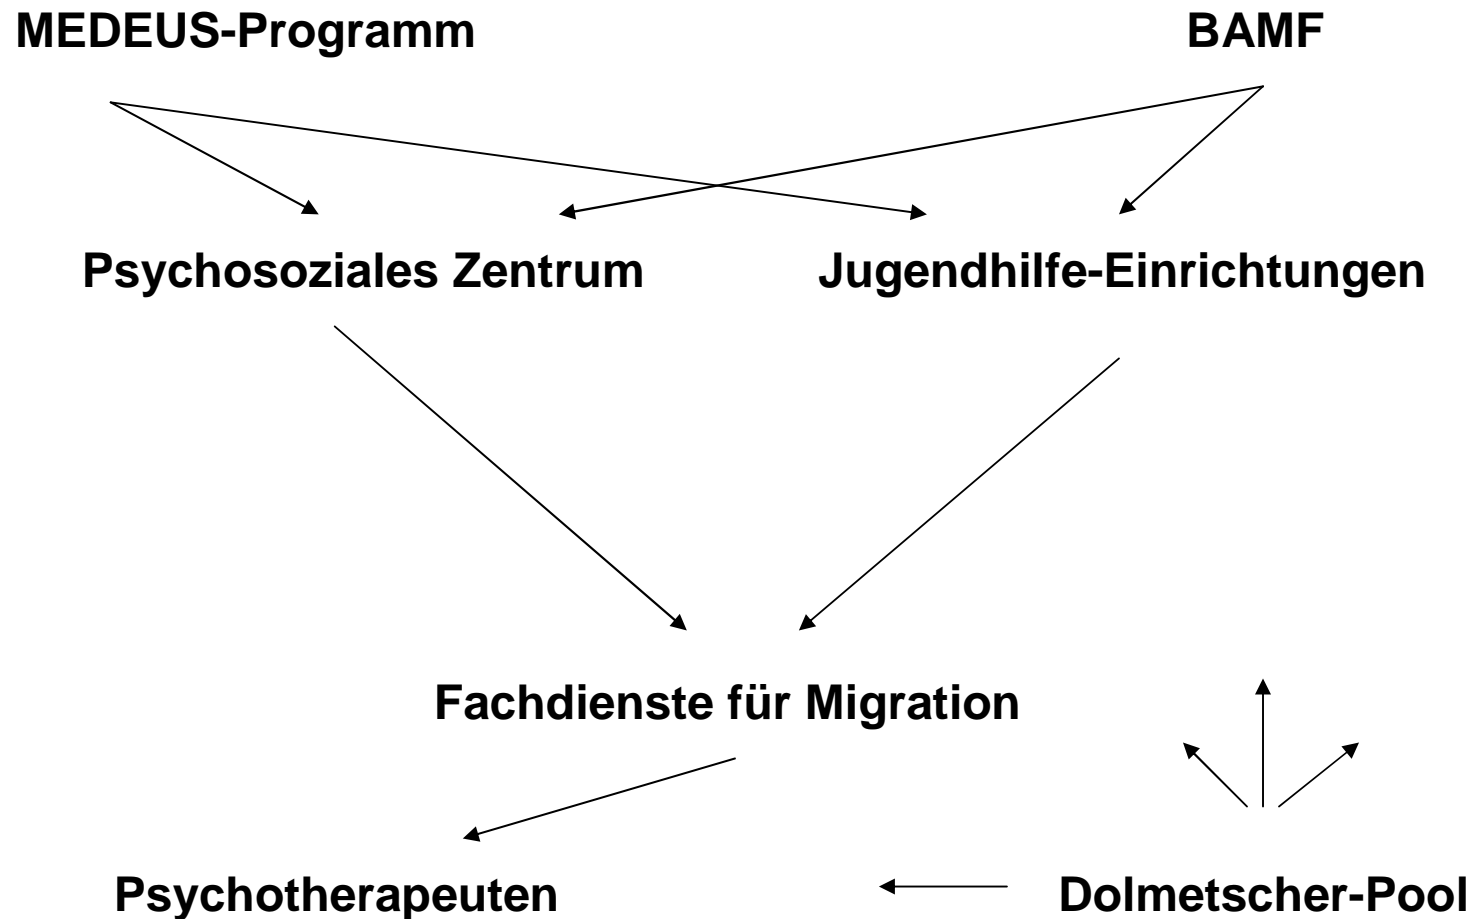 MEDEUS-Programm BAMF
Psychosoziales Zentrum Jugendhilfe-Einrichtungen
Fachdienste für Migration
Psychotherapeuten Dolmetscher-Pool